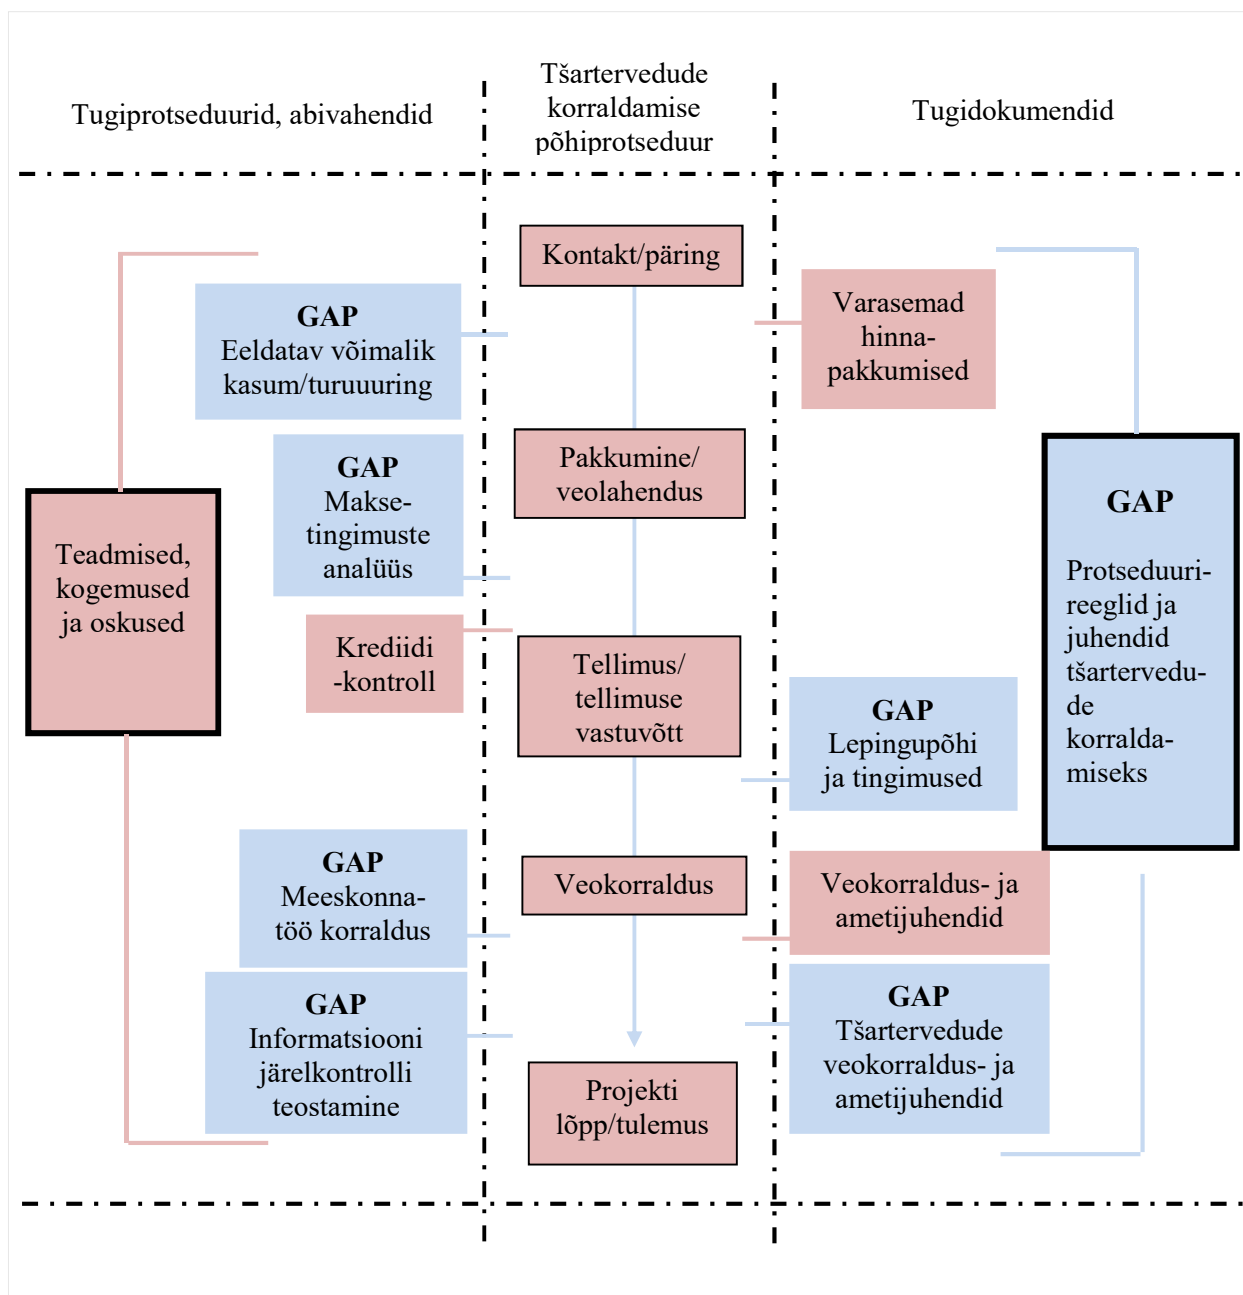 Tugiprotseduurid, abivahendid
Tšartervedude
korraldamise
põhiprotseduur
Tugidokumendid
Kontakt/päring
GAP
Eeldatav võimalik
kasum/turuuuring
Varasemad
hinna-
pakkumised
GAP
Makse-
tingimuste
analüüs
Pakkumine/
veolahendus
GAP
Protseduuri-
reeglid ja
juhendid
tšartervedu-
de
korralda-
miseks
Teadmised,
kogemused
ja oskused
Krediidi
-kontroll
Tellimus/
tellimuse
vastuvõtt
GAP
Lepingupõhi
ja tingimused
GAP
Meeskonna-
töö korraldus
Veokorraldus
Veokorraldus- ja
ametijuhendid
GAP
Informatsiooni
järelkontrolli
teostamine
Projekti
lõpp/tulemus
GAP
Tšartervedude
veokorraldus- ja
ametijuhendid